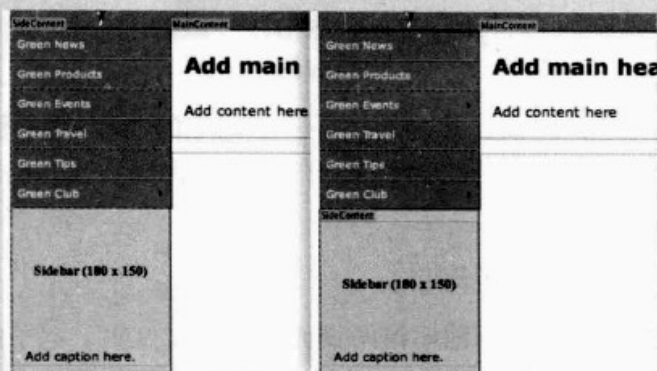 SideContent
MainContent
Green News
Green Products
Green Events
Green Travel
Green Tips
Green Club
Add main
Add content here
Sidebar (180 x 150)
Add caption here.
MainContent
Green News
Green Products
Green Events
Green Travel
Green Tips
Green Club
SideContent
Add main hea
Add content here
Sidebar (180 x 150)
Add caption here.